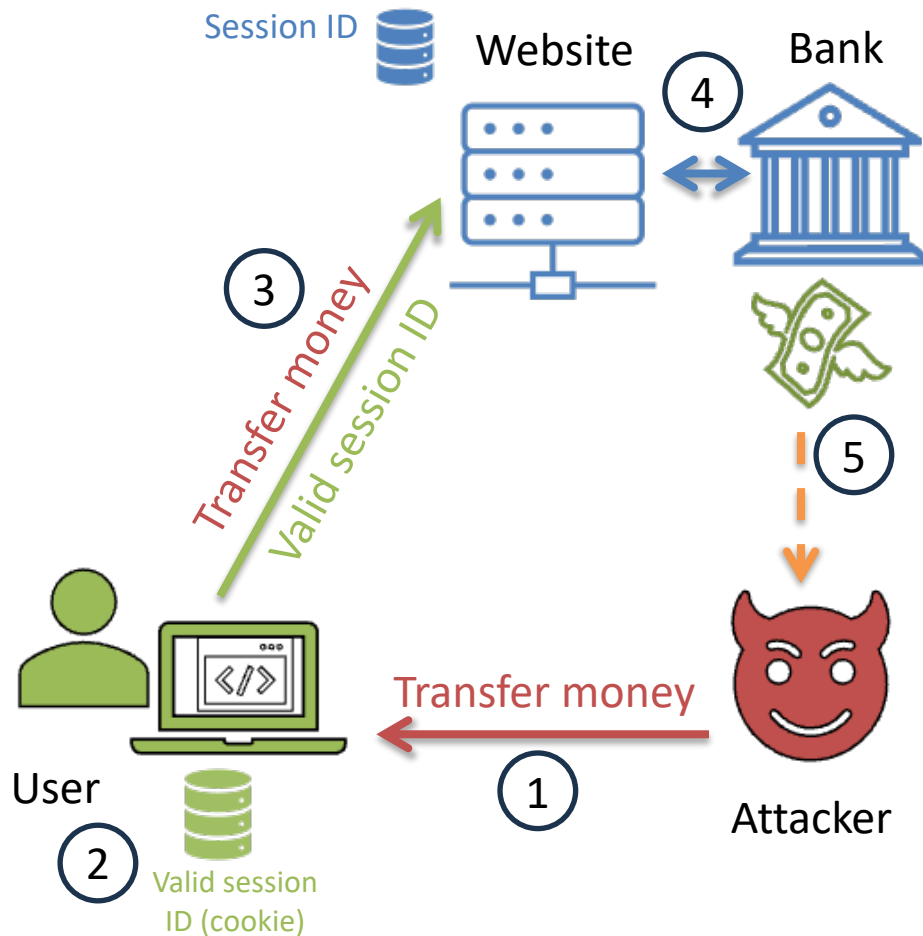 Session ID
Website
Bank
4
3
Transfer money
Valid session ID
5
</>
Transfer money
1
User
Attacker
2
Valid session
ID (cookie)